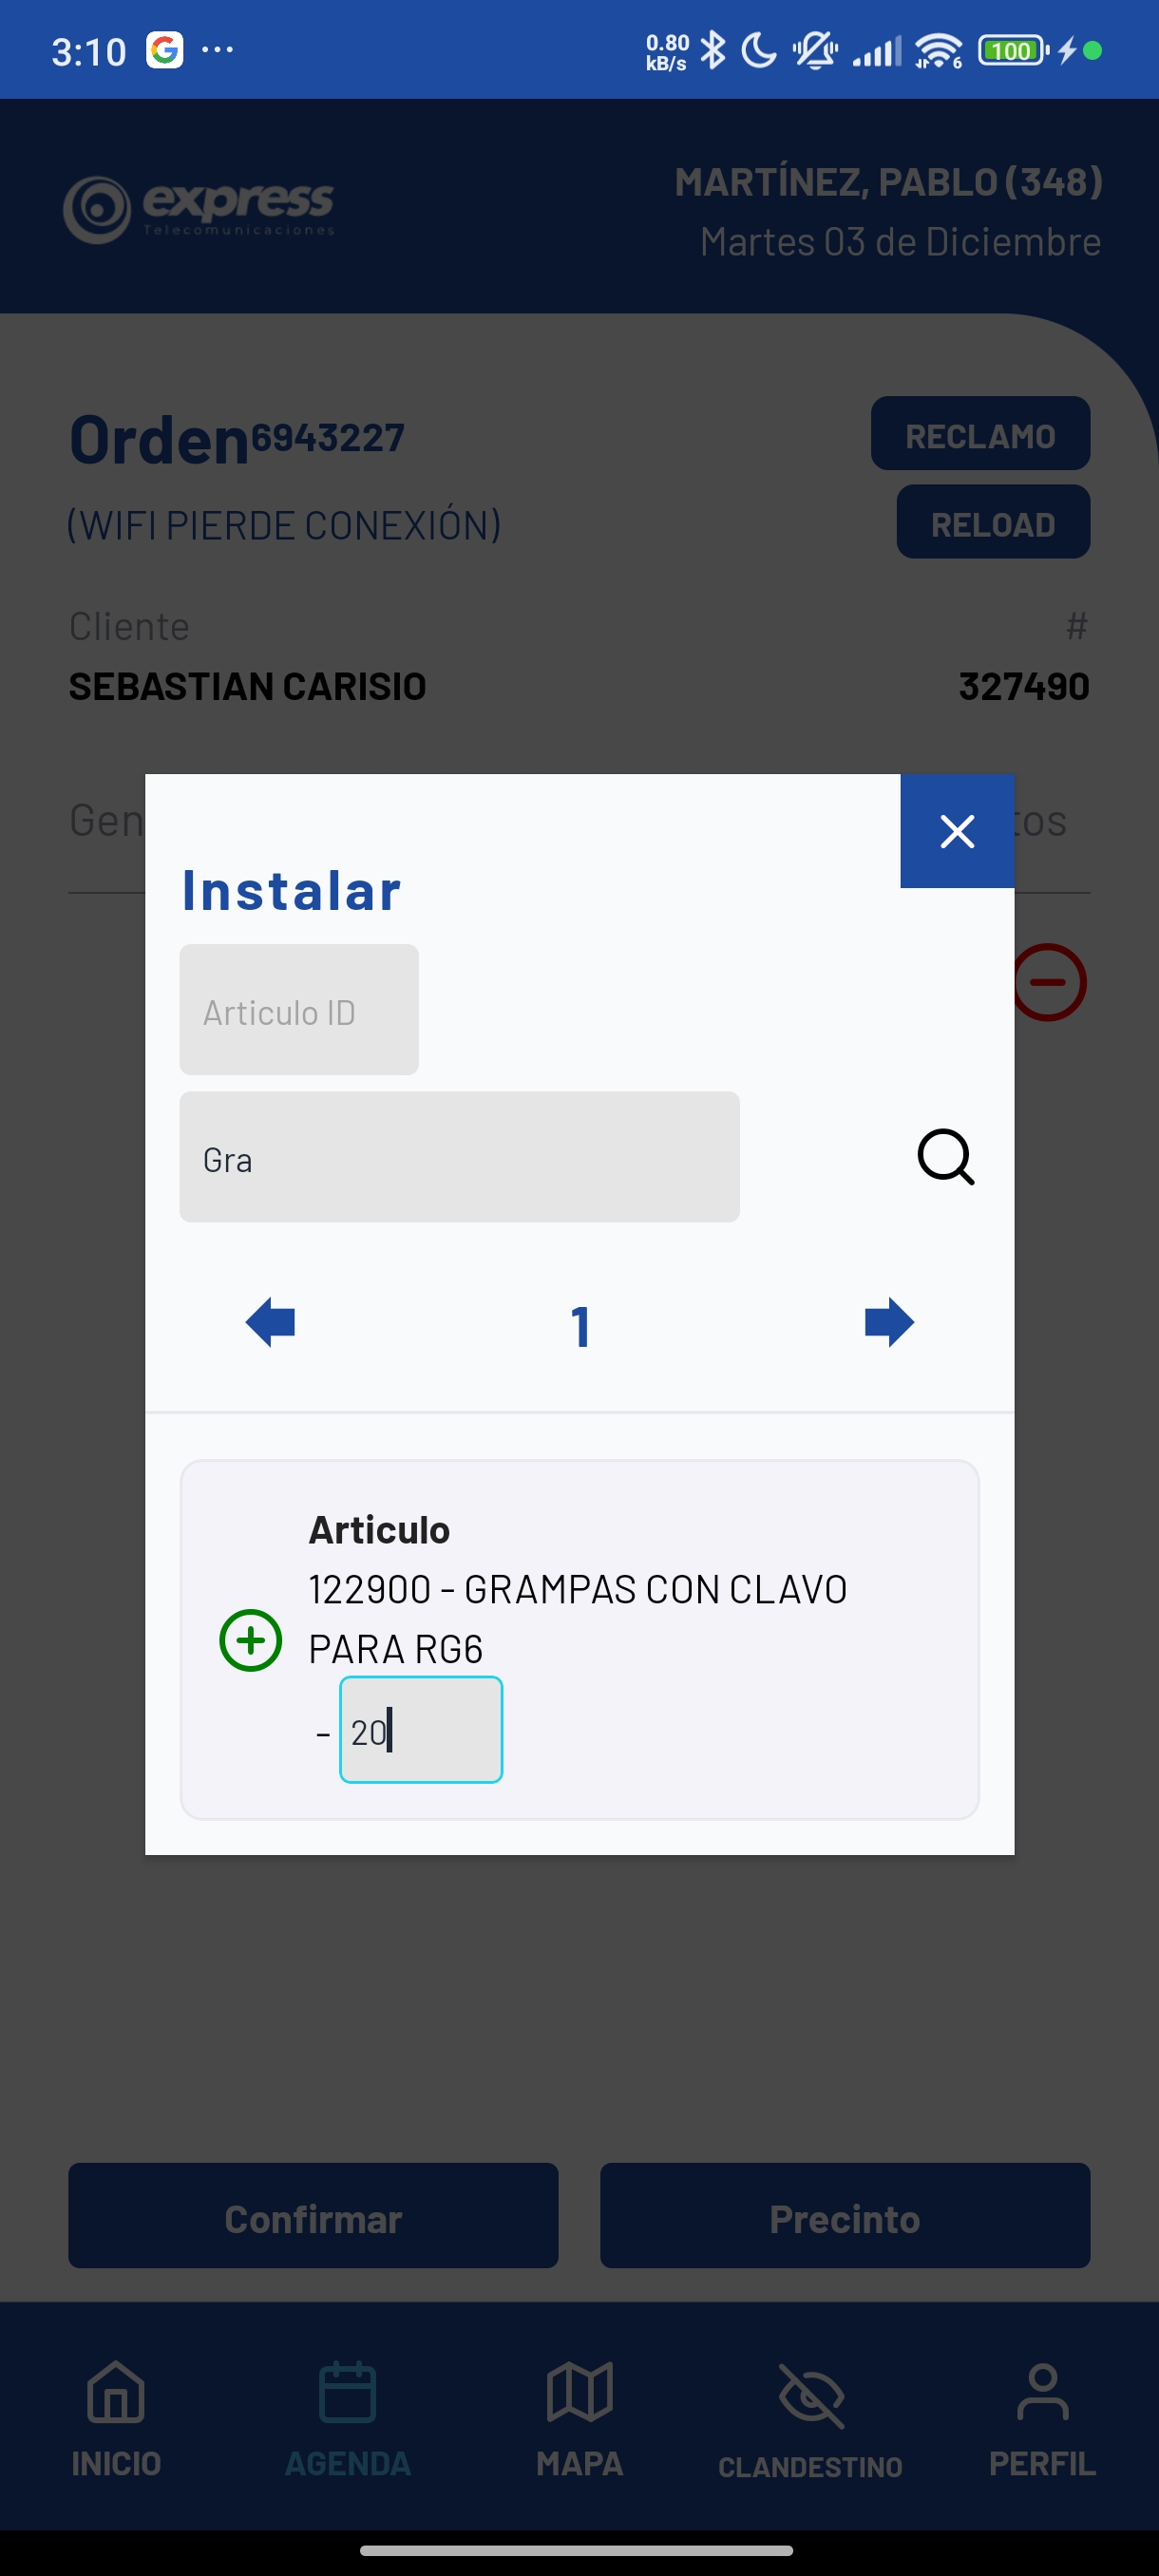 3:10
0.80
kB/s
6
100
express
Telecomunicaciones
MARTÍNEZ, PABLO (348)
Martes 03 de Diciembre
Orden6943227
RECLAMO
(WIFI PIERDE CONEXIÓN)
RELOAD
Cliente #
SEBASTIAN CARISIO 327490
Gen
tos
Instalar
Articulo ID
Gra
1
Articulo
122900 - GRAMPAS CON CLAVO
PARA RG6
- 20
Confirmar Precinto
INICIO AGENDA MAPA CLANDESTINO PERFIL